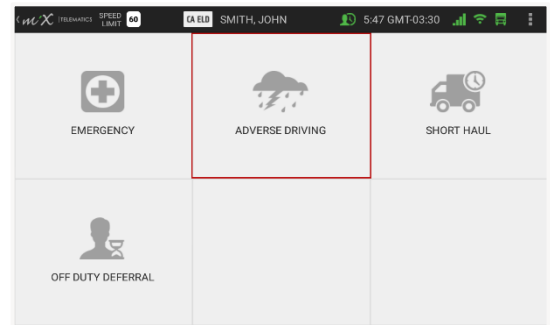 miX TELEMATICS SPEED LIMIT 60 CA ELD SMITH, JOHN 5:47 GMT-03:30
EMERGENCY ADVERSE DRIVING SHORT HAUL
OFF DUTY DEFERRAL